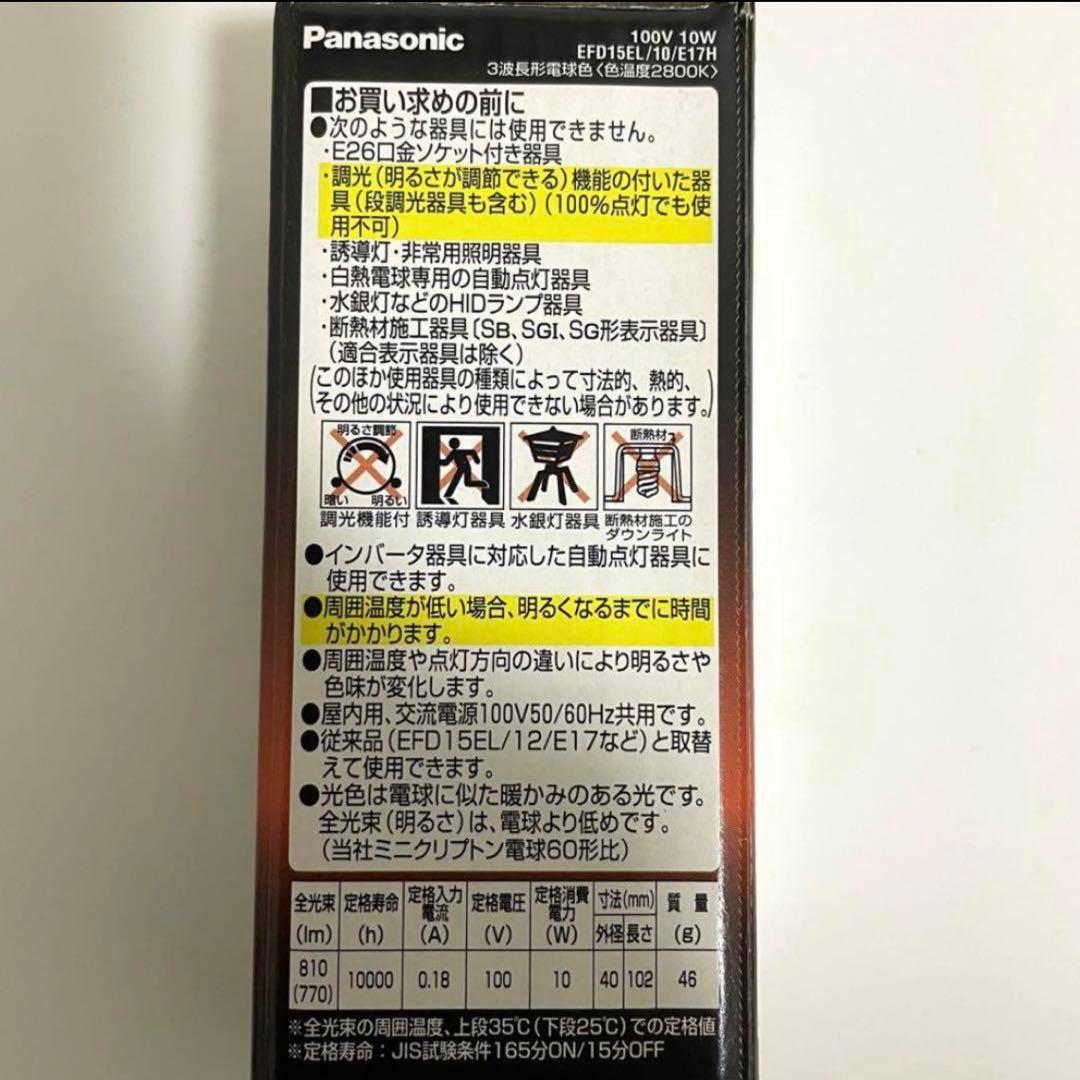 Panasonic
100V 10W
EFD15EL/10/E17H
3波長形電球色〈色温度2800K〉
■お買い求めの前に
●次のような器具には使用できません。
・E26口金ソケット付き器具
・調光(明るさが調節できる)機能の付いた器
具(段調光器具も含む)(100%点灯でも使
用不可)
・誘導灯・非常用照明器具
・白熱電球専用の自動点灯器具
・水銀灯などのHIDランプ器具
・断熱材施工器具〔SB、SGI、SG形表示器具〕
(適合表示器具は除く)
(このほか使用器具の種類によって寸法的、熱的、
その他の状況により使用できない場合があります。)
明るさ調節
暗い 明るい
断熱材
調光機能付 誘導灯器具 水銀灯器具 断熱材施工の
ダウンライト
●インバータ器具に対応した自動点灯器具に
使用できます。
●周囲温度が低い場合、明るくなるまでに時間
がかかります。
●周囲温度や点灯方向の違いにより明るさや
色味が変化します。
●屋内用、交流電源100V50/60Hz共用です。
●従来品(EFD15EL/12/E17など)と取替
えて使用できます。
●光色は電球に似た暖かみのある光です。
全光束(明るさ)は、電球より低めです。
(当社ミニクリプトン電球60形比)
全光束 定格寿命 定格入力 定格電圧 定格消費 寸法(mm) 質量
電流 電力
(lm) (h) (A) (V) (W) 外径 長さ (g)
810
(770) 10000 0.18 100 10 40 102 46
※全光束の周囲温度、上段35℃(下段25℃)での定格値
※定格寿命：JIS試験条件165分ON/15分OFF